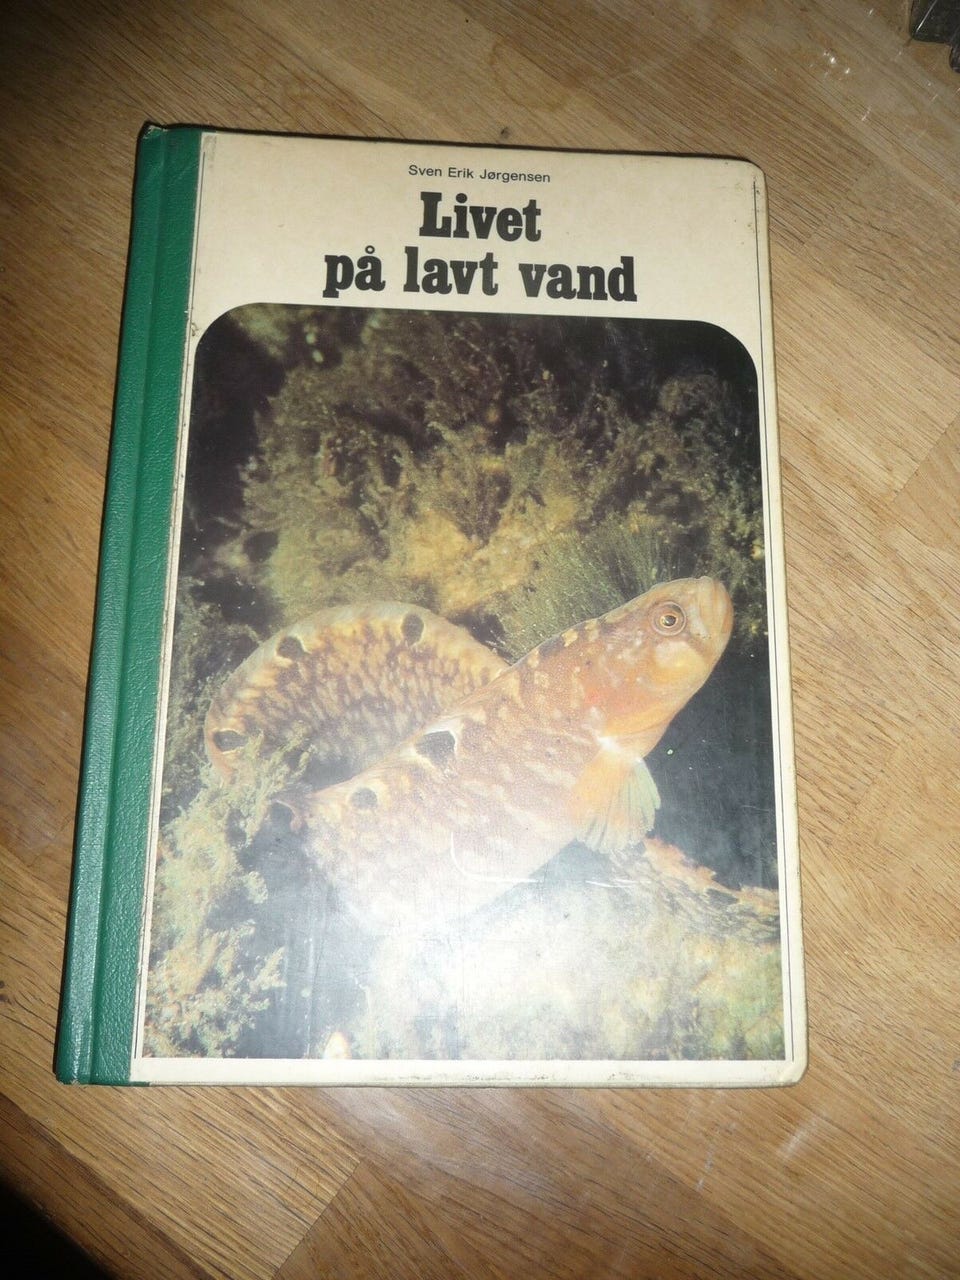 Sven Erik Jørgensen
Livet
på lavt vand